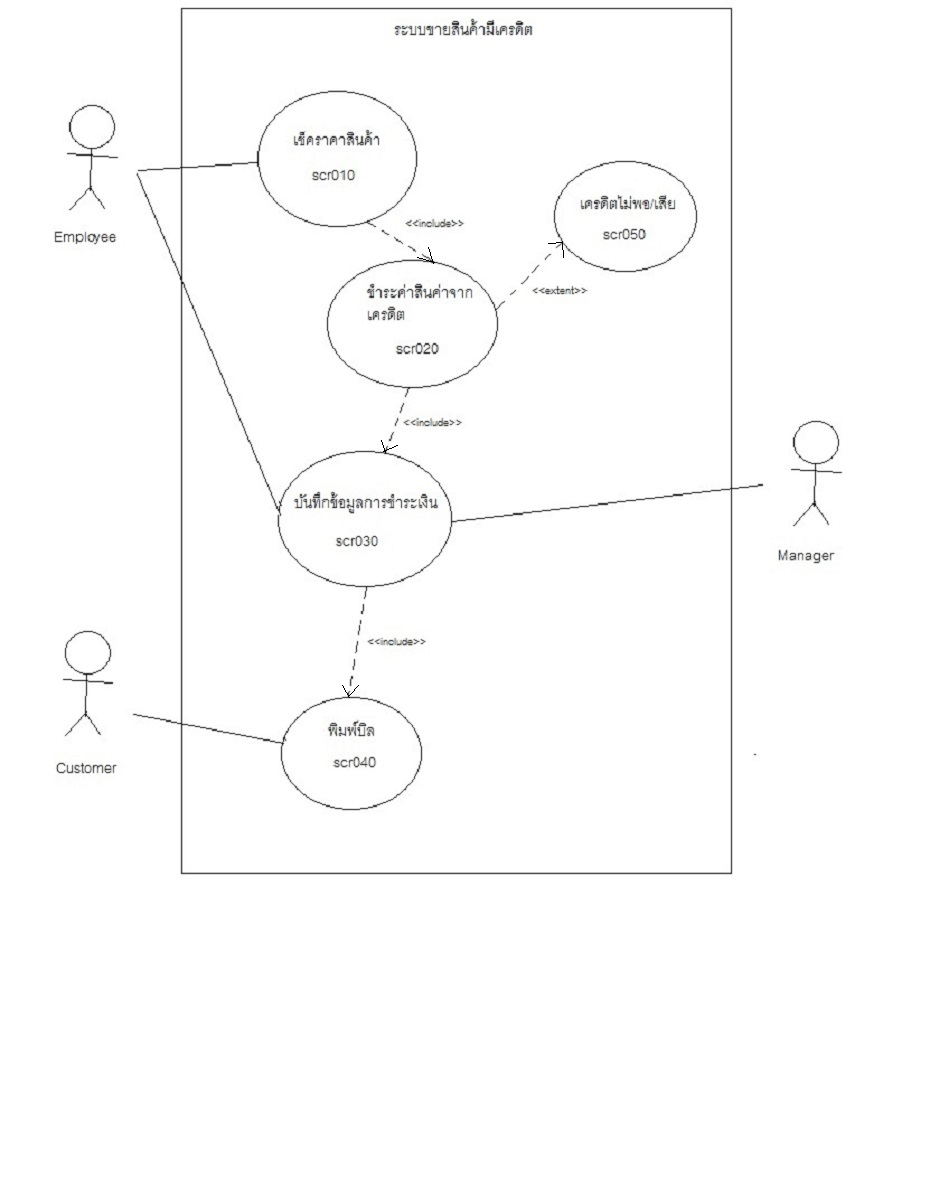 ระบบขายสินค้ามีเครดิต
เช็คราคาสินค้า
scr010
Employee
<<include>>
เครดิตไม่พอ/เสีย
scr050
<<extent>>
ชำระค่าสินค่าจาก
เครดิต
scr020
<<include>>
บันทึกข้อมูลการชำระเงิน
scr030
Manager
<<include>>
พิมพ์บิล
scr040
Customer